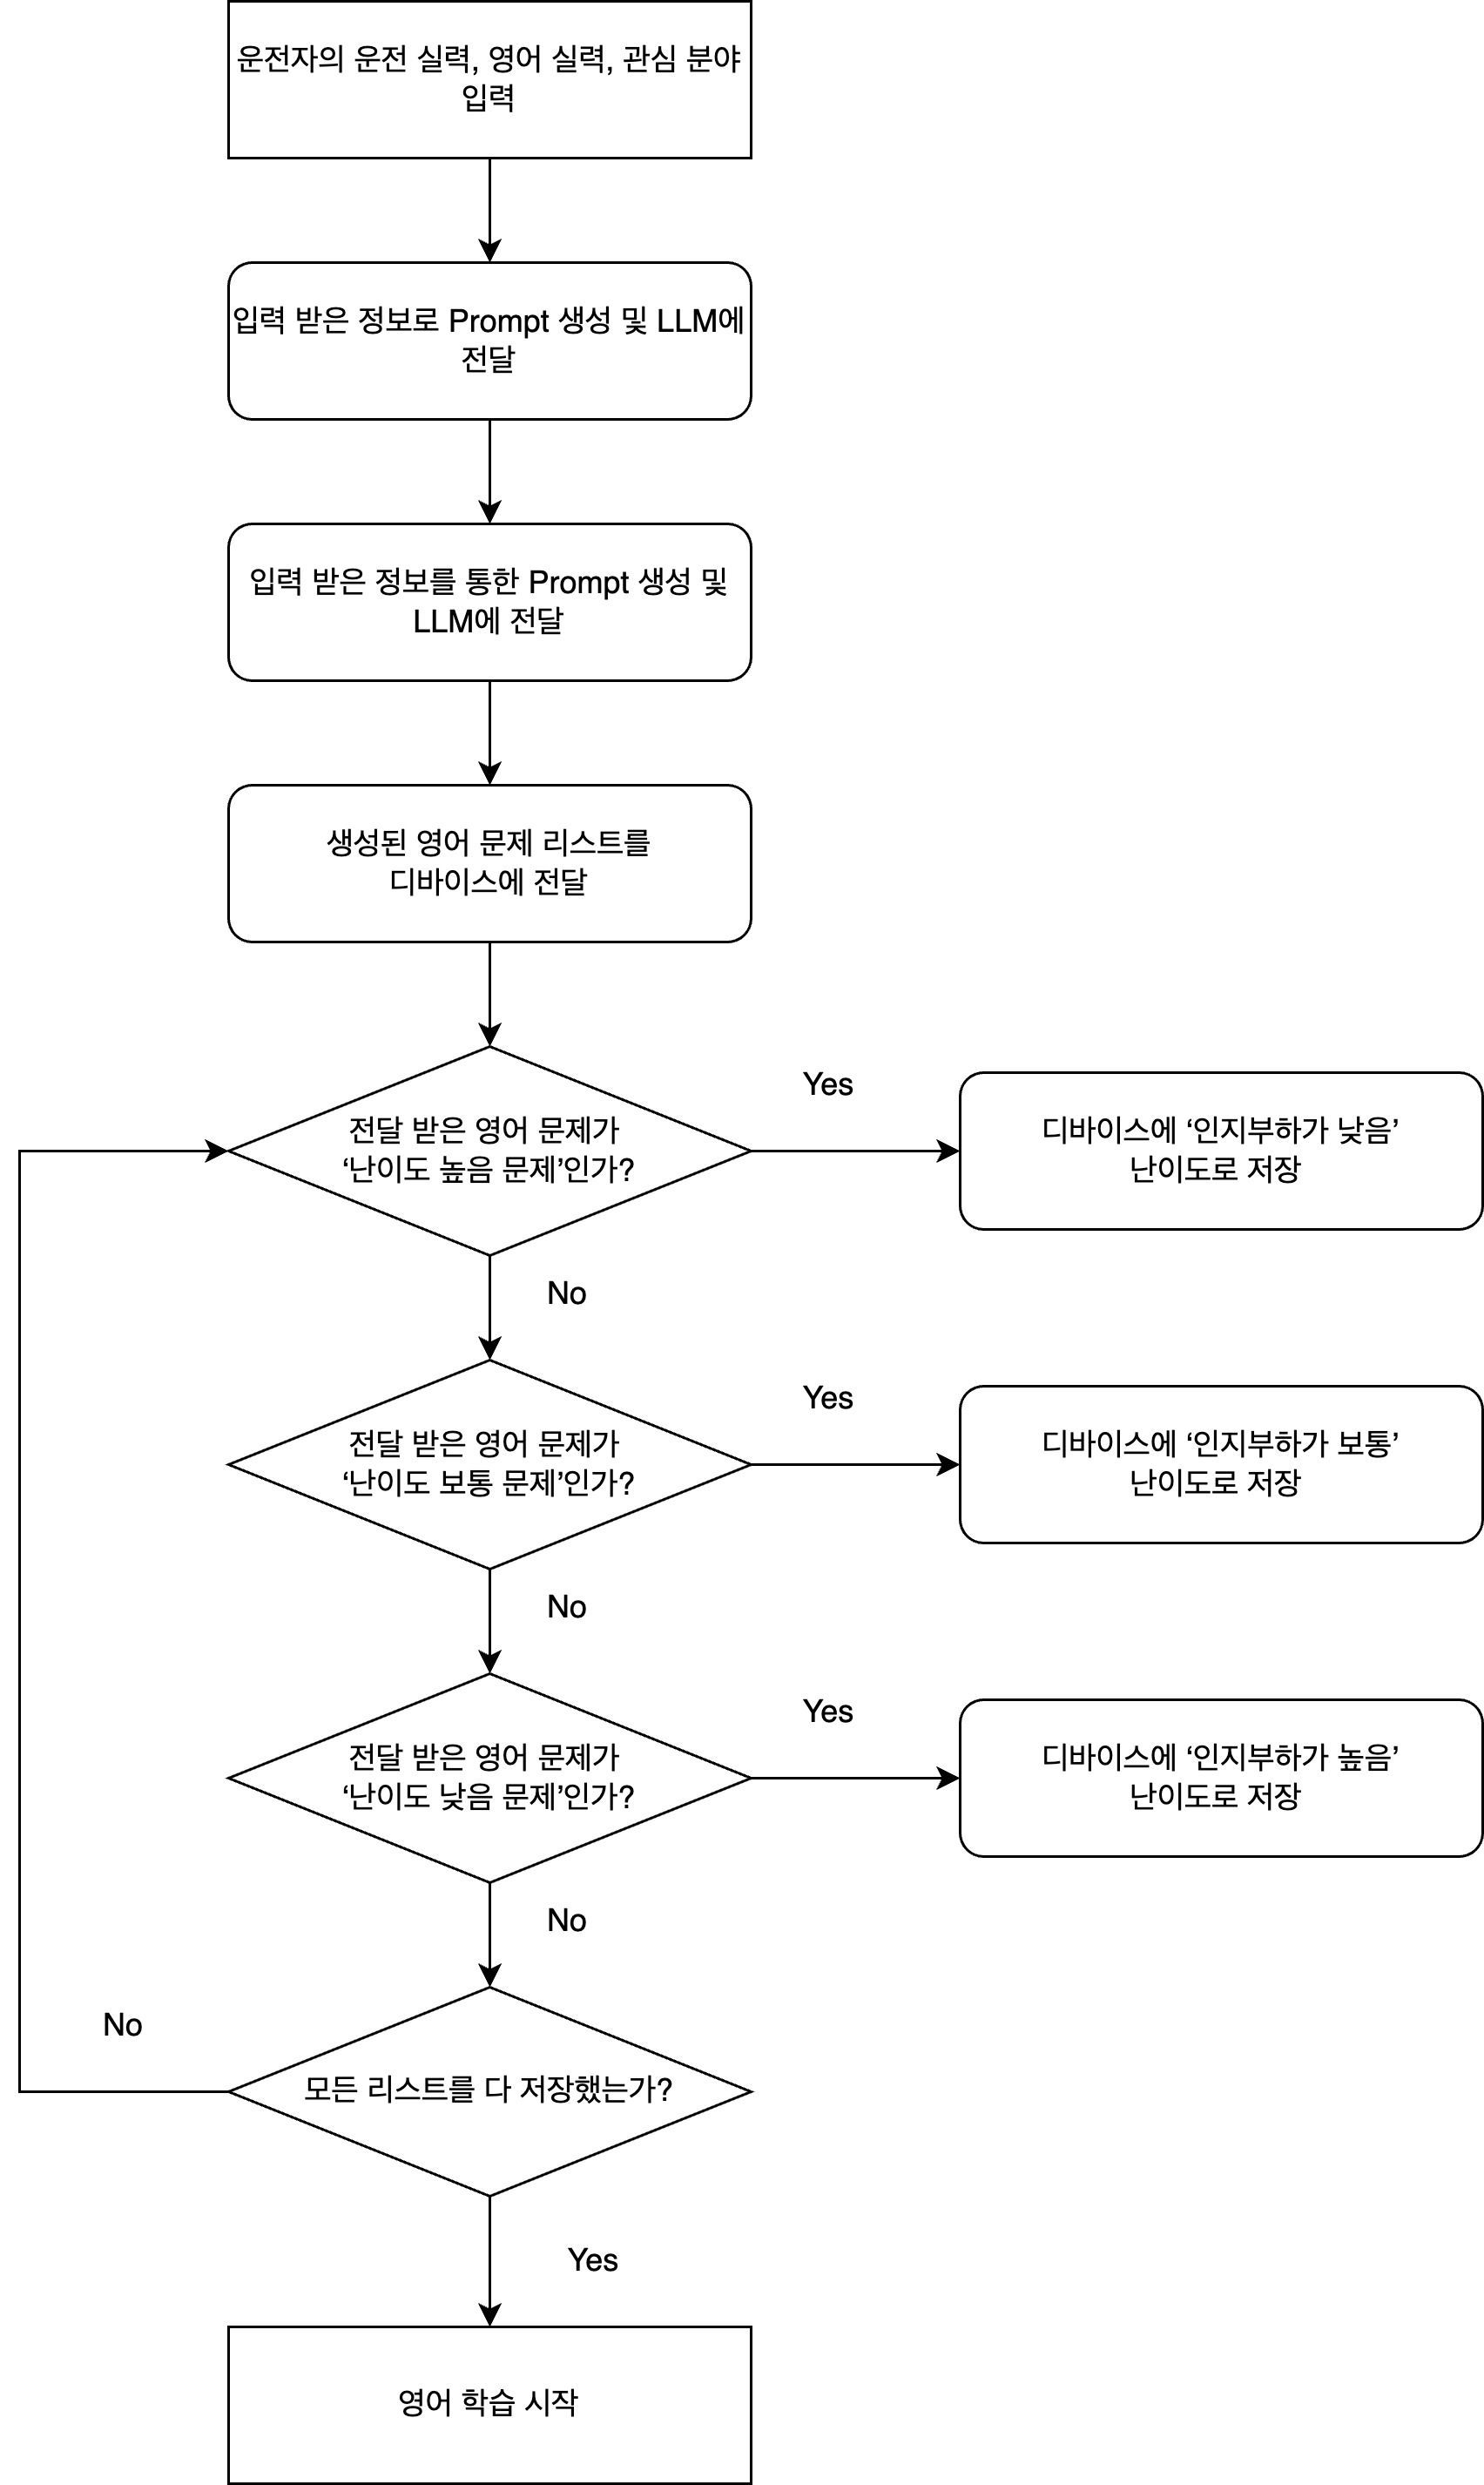 운전자의 운전 실력, 영어 실력, 관심 분야
입력
입력 받은 정보로 Prompt 생성 및 LLM에
전달
입력 받은 정보를 통한 Prompt 생성 및
LLM에 전달
생성된 영어 문제 리스트를
디바이스에 전달
전달 받은 영어 문제가
‘난이도 높음 문제’인가?
Yes
디바이스에 ‘인지부하가 낮음’
난이도로 저장
No
전달 받은 영어 문제가
‘난이도 보통 문제’인가?
Yes
디바이스에 ‘인지부하가 보통’
난이도로 저장
No
전달 받은 영어 문제가
‘난이도 낮음 문제’인가?
Yes
디바이스에 ‘인지부하가 높음’
난이도로 저장
No
No
모든 리스트를 다 저장했는가?
Yes
영어 학습 시작